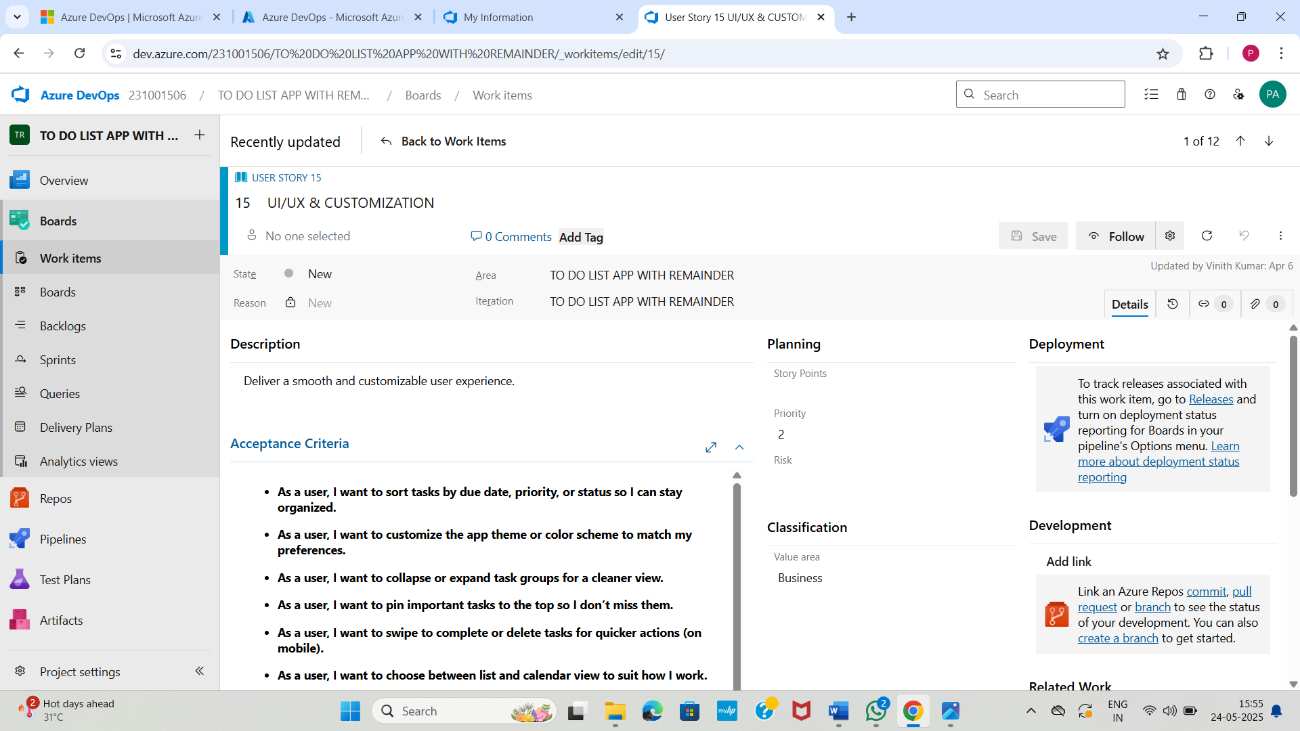 Azure DevOps | Microsoft Azure
Azure DevOps - Microsoft Azur
My Information
User Story 15 UI/UX & CUSTOM
dev.azure.com/231001506/TO%20DO%20LIST%20APP%20WITH%20REMAINDER/_workitems/edit/15/
P
Azure DevOps 231001506 / TO DO LIST APP WITH REM... / Boards / Work items
Search
PA
TR TO DO LIST APP WITH ...
Overview
Boards
Work items
Boards
Backlogs
Sprints
Queries
Delivery Plans
Analytics views
Repos
Pipelines
Test Plans
Artifacts
Project settings
Recently updated
Back to Work Items
1 of 12
USER STORY 15
15 UI/UX & CUSTOMIZATION
No one selected
0 Comments
Add Tag
Save
Follow
State New
Area TO DO LIST APP WITH REMAINDER
Updated by Vinith Kumar: Apr 6
Reason New
Iteration TO DO LIST APP WITH REMAINDER
Details
0
0
Description
Deliver a smooth and customizable user experience.
Acceptance Criteria
• As a user, I want to sort tasks by due date, priority, or status so I can stay
organized.
• As a user, I want to customize the app theme or color scheme to match my
preferences.
• As a user, I want to collapse or expand task groups for a cleaner view.
• As a user, I want to pin important tasks to the top so I don't miss them.
• As a user, I want to swipe to complete or delete tasks for quicker actions (on
mobile).
• As a user, I want to choose between list and calendar view to suit how I work.
Planning
Story Points
Priority
2
Risk
Classification
Value area
Business
Deployment
To track releases associated with
this work item, go to Releases and
turn on deployment status
reporting for Boards in your
pipeline's Options menu. Learn
more about deployment status
reporting
Development
Add link
Link an Azure Repos commit, pull
request or branch to see the status
of your development. You can also
create a branch to get started.
Related Work
2
Hot days ahead
31°C
Search
mvlip
2
ENG
IN
15:55
24-05-2025